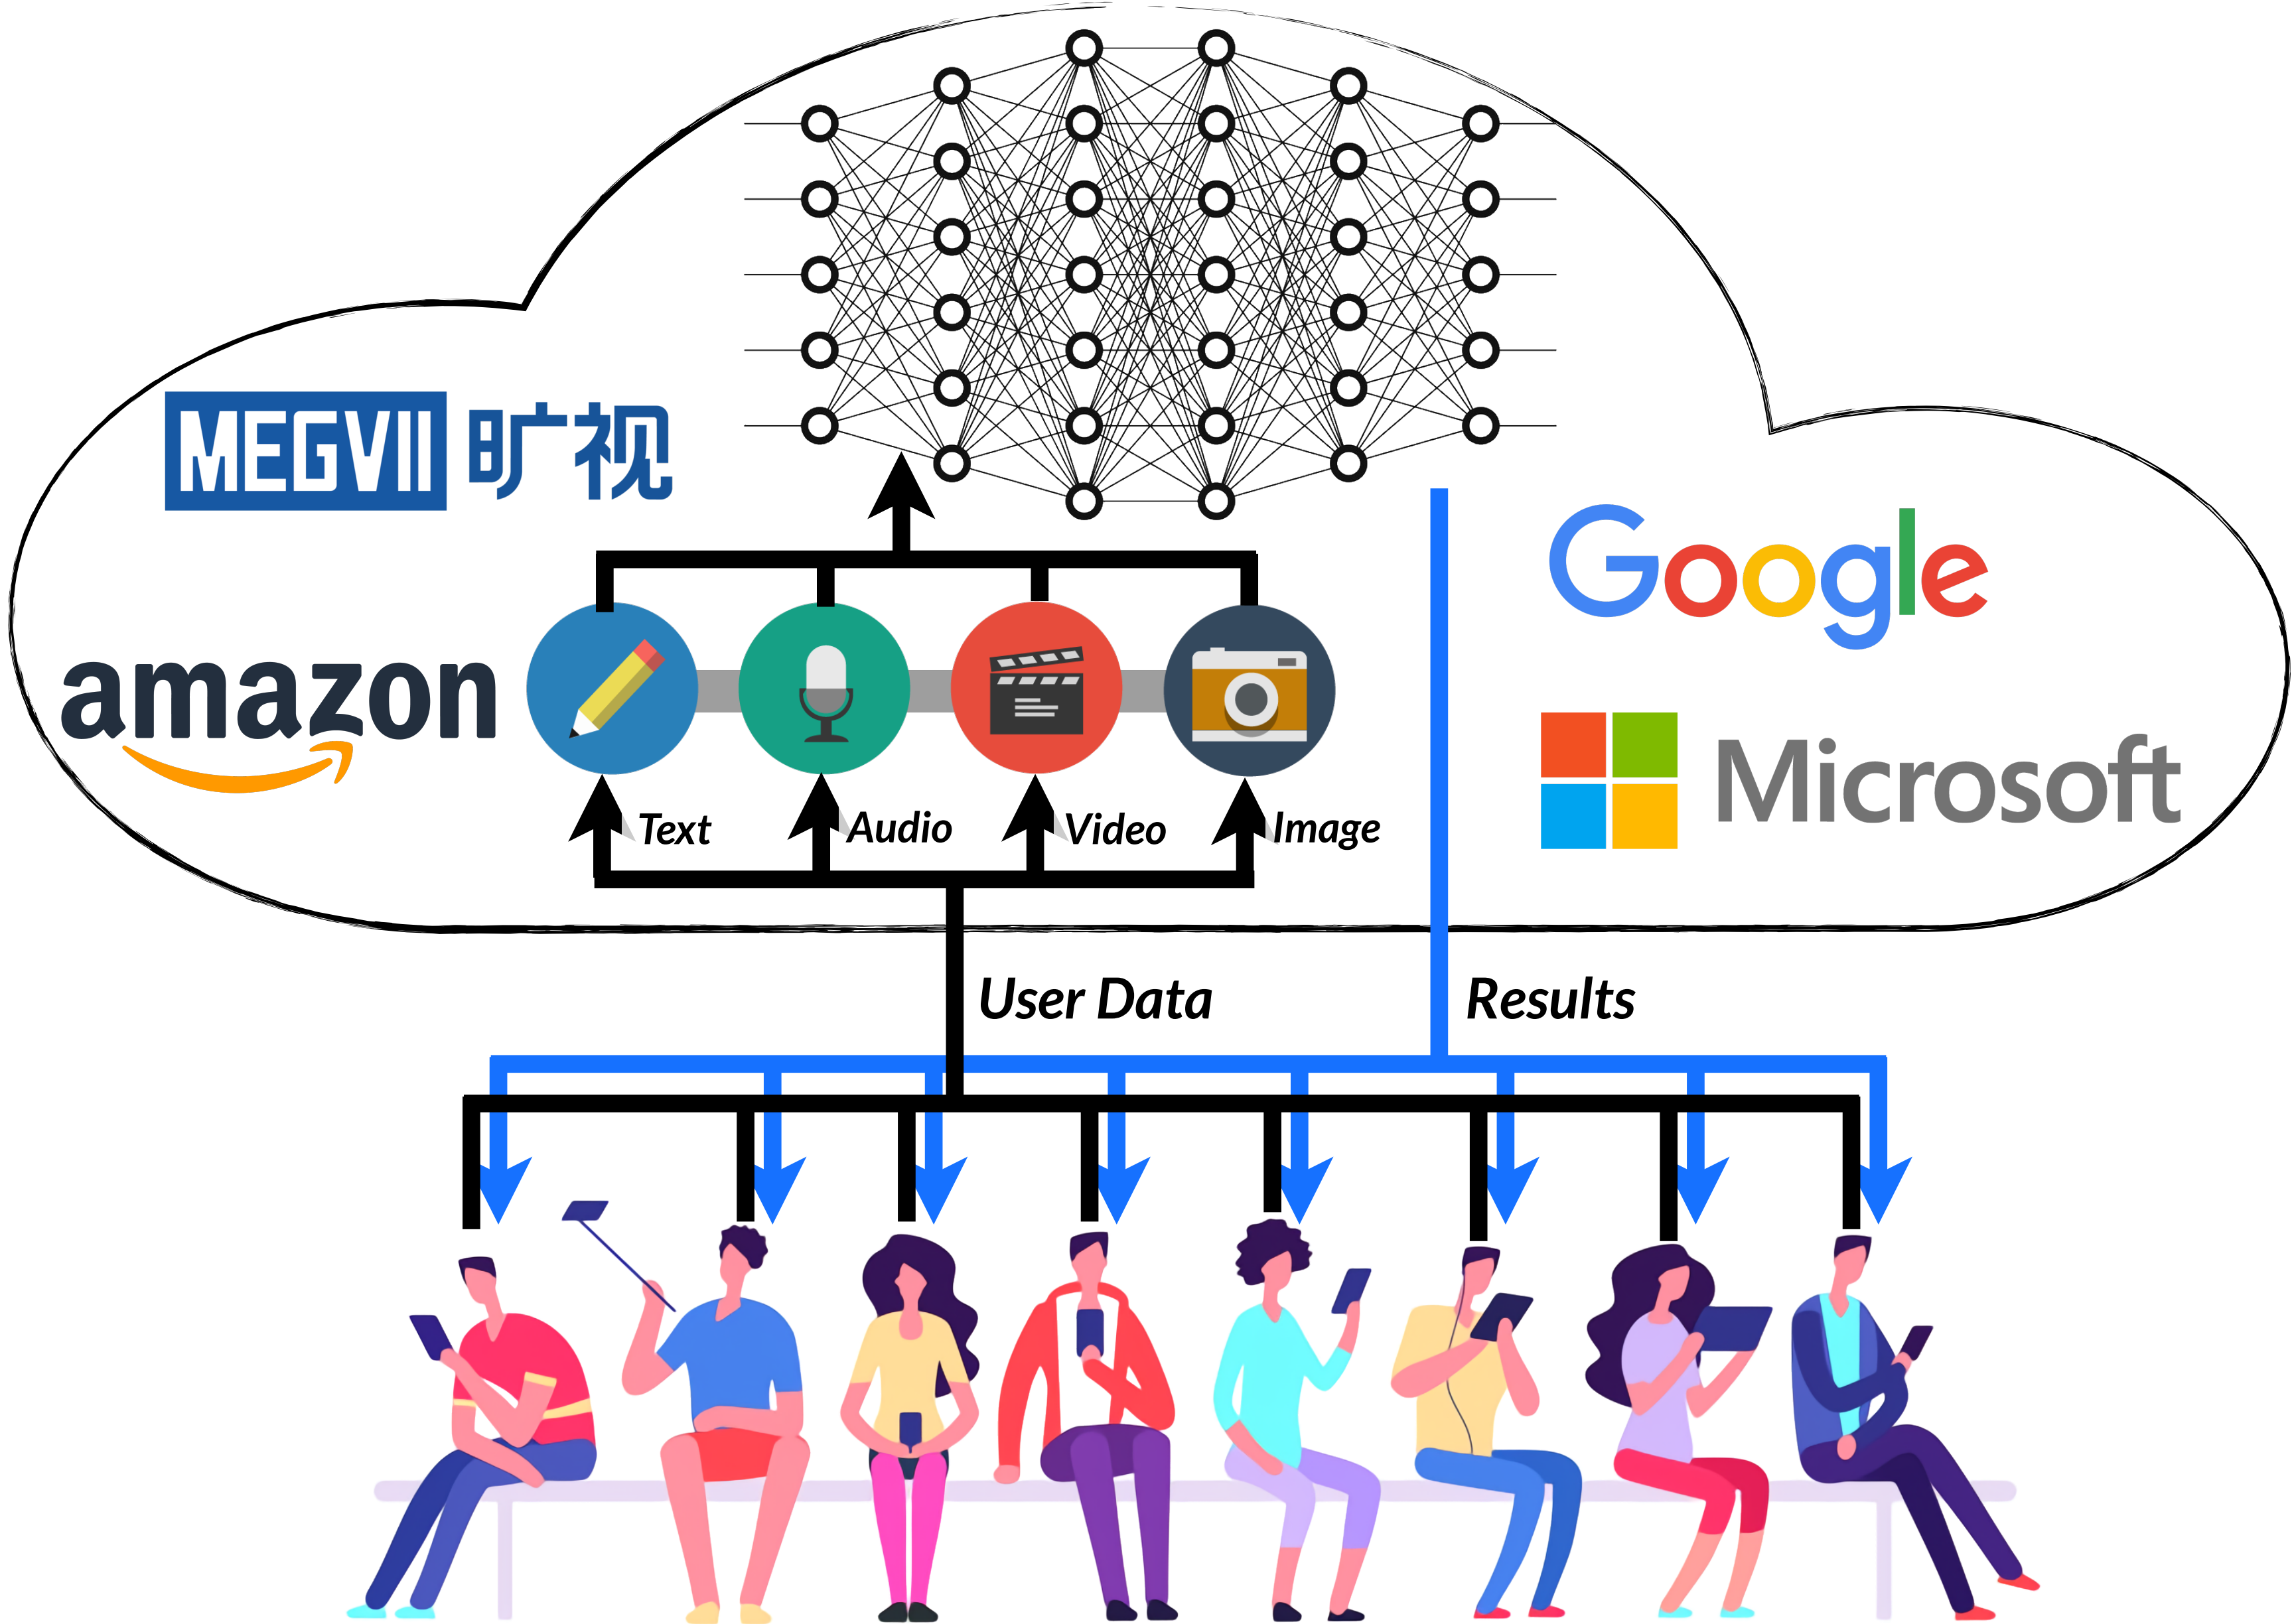 MEGVII 旷视
Google
amazon
Microsoft
Text
Audio
Video
Image
User Data
Results